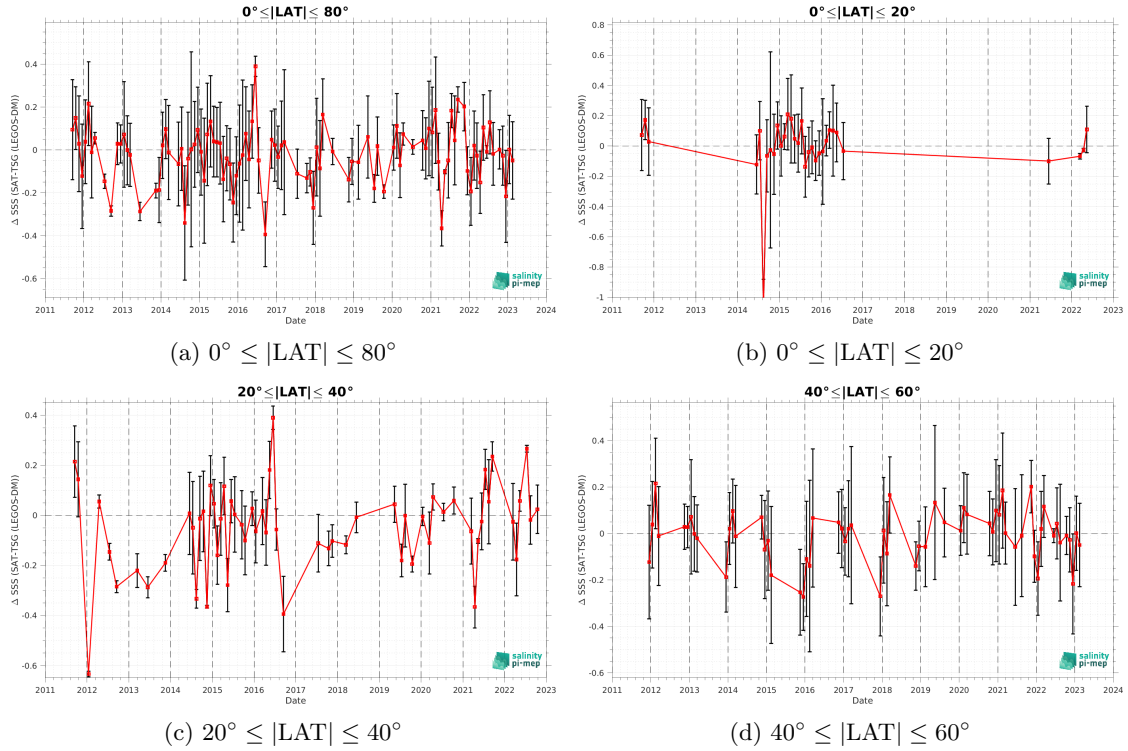 0°≤|LAT|≤ 80°
Δ SSS (SAT-TSG (LEGOS-DM))
0.6
0.4
0.2
0
-0.2
-0.4
-0.6
2011 2012 2013 2014 2015 2016 2017 2018 2019 2020 2021 2022 2023 2024
Date
salinity
pi-mep
(a) 0° ≤ |LAT| ≤ 80°
0°≤|LAT|≤ 20°
Δ SSS (SAT-TSG (LEGOS-DM))
0.8
0.6
0.4
0.2
0
-0.2
-0.4
-0.6
-0.8
-1
2011 2012 2013 2014 2015 2016 2017 2018 2019 2020 2021 2022 2023
Date
salinity
pi-mep
(b) 0° ≤ |LAT| ≤ 20°
20°≤|LAT|≤ 40°
Δ SSS (SAT-TSG (LEGOS-DM))
0.4
0.2
0
-0.2
-0.4
-0.6
2011 2012 2013 2014 2015 2016 2017 2018 2019 2020 2021 2022 2023
Date
salinity
pi-mep
(c) 20° ≤ |LAT| ≤ 40°
40°≤|LAT|≤ 60°
Δ SSS (SAT-TSG (LEGOS-DM))
0.4
0.2
0
-0.2
-0.4
-0.6
2011 2012 2013 2014 2015 2016 2017 2018 2019 2020 2021 2022 2023 2024
Date
salinity
pi-mep
(d) 40° ≤ |LAT| ≤ 60°